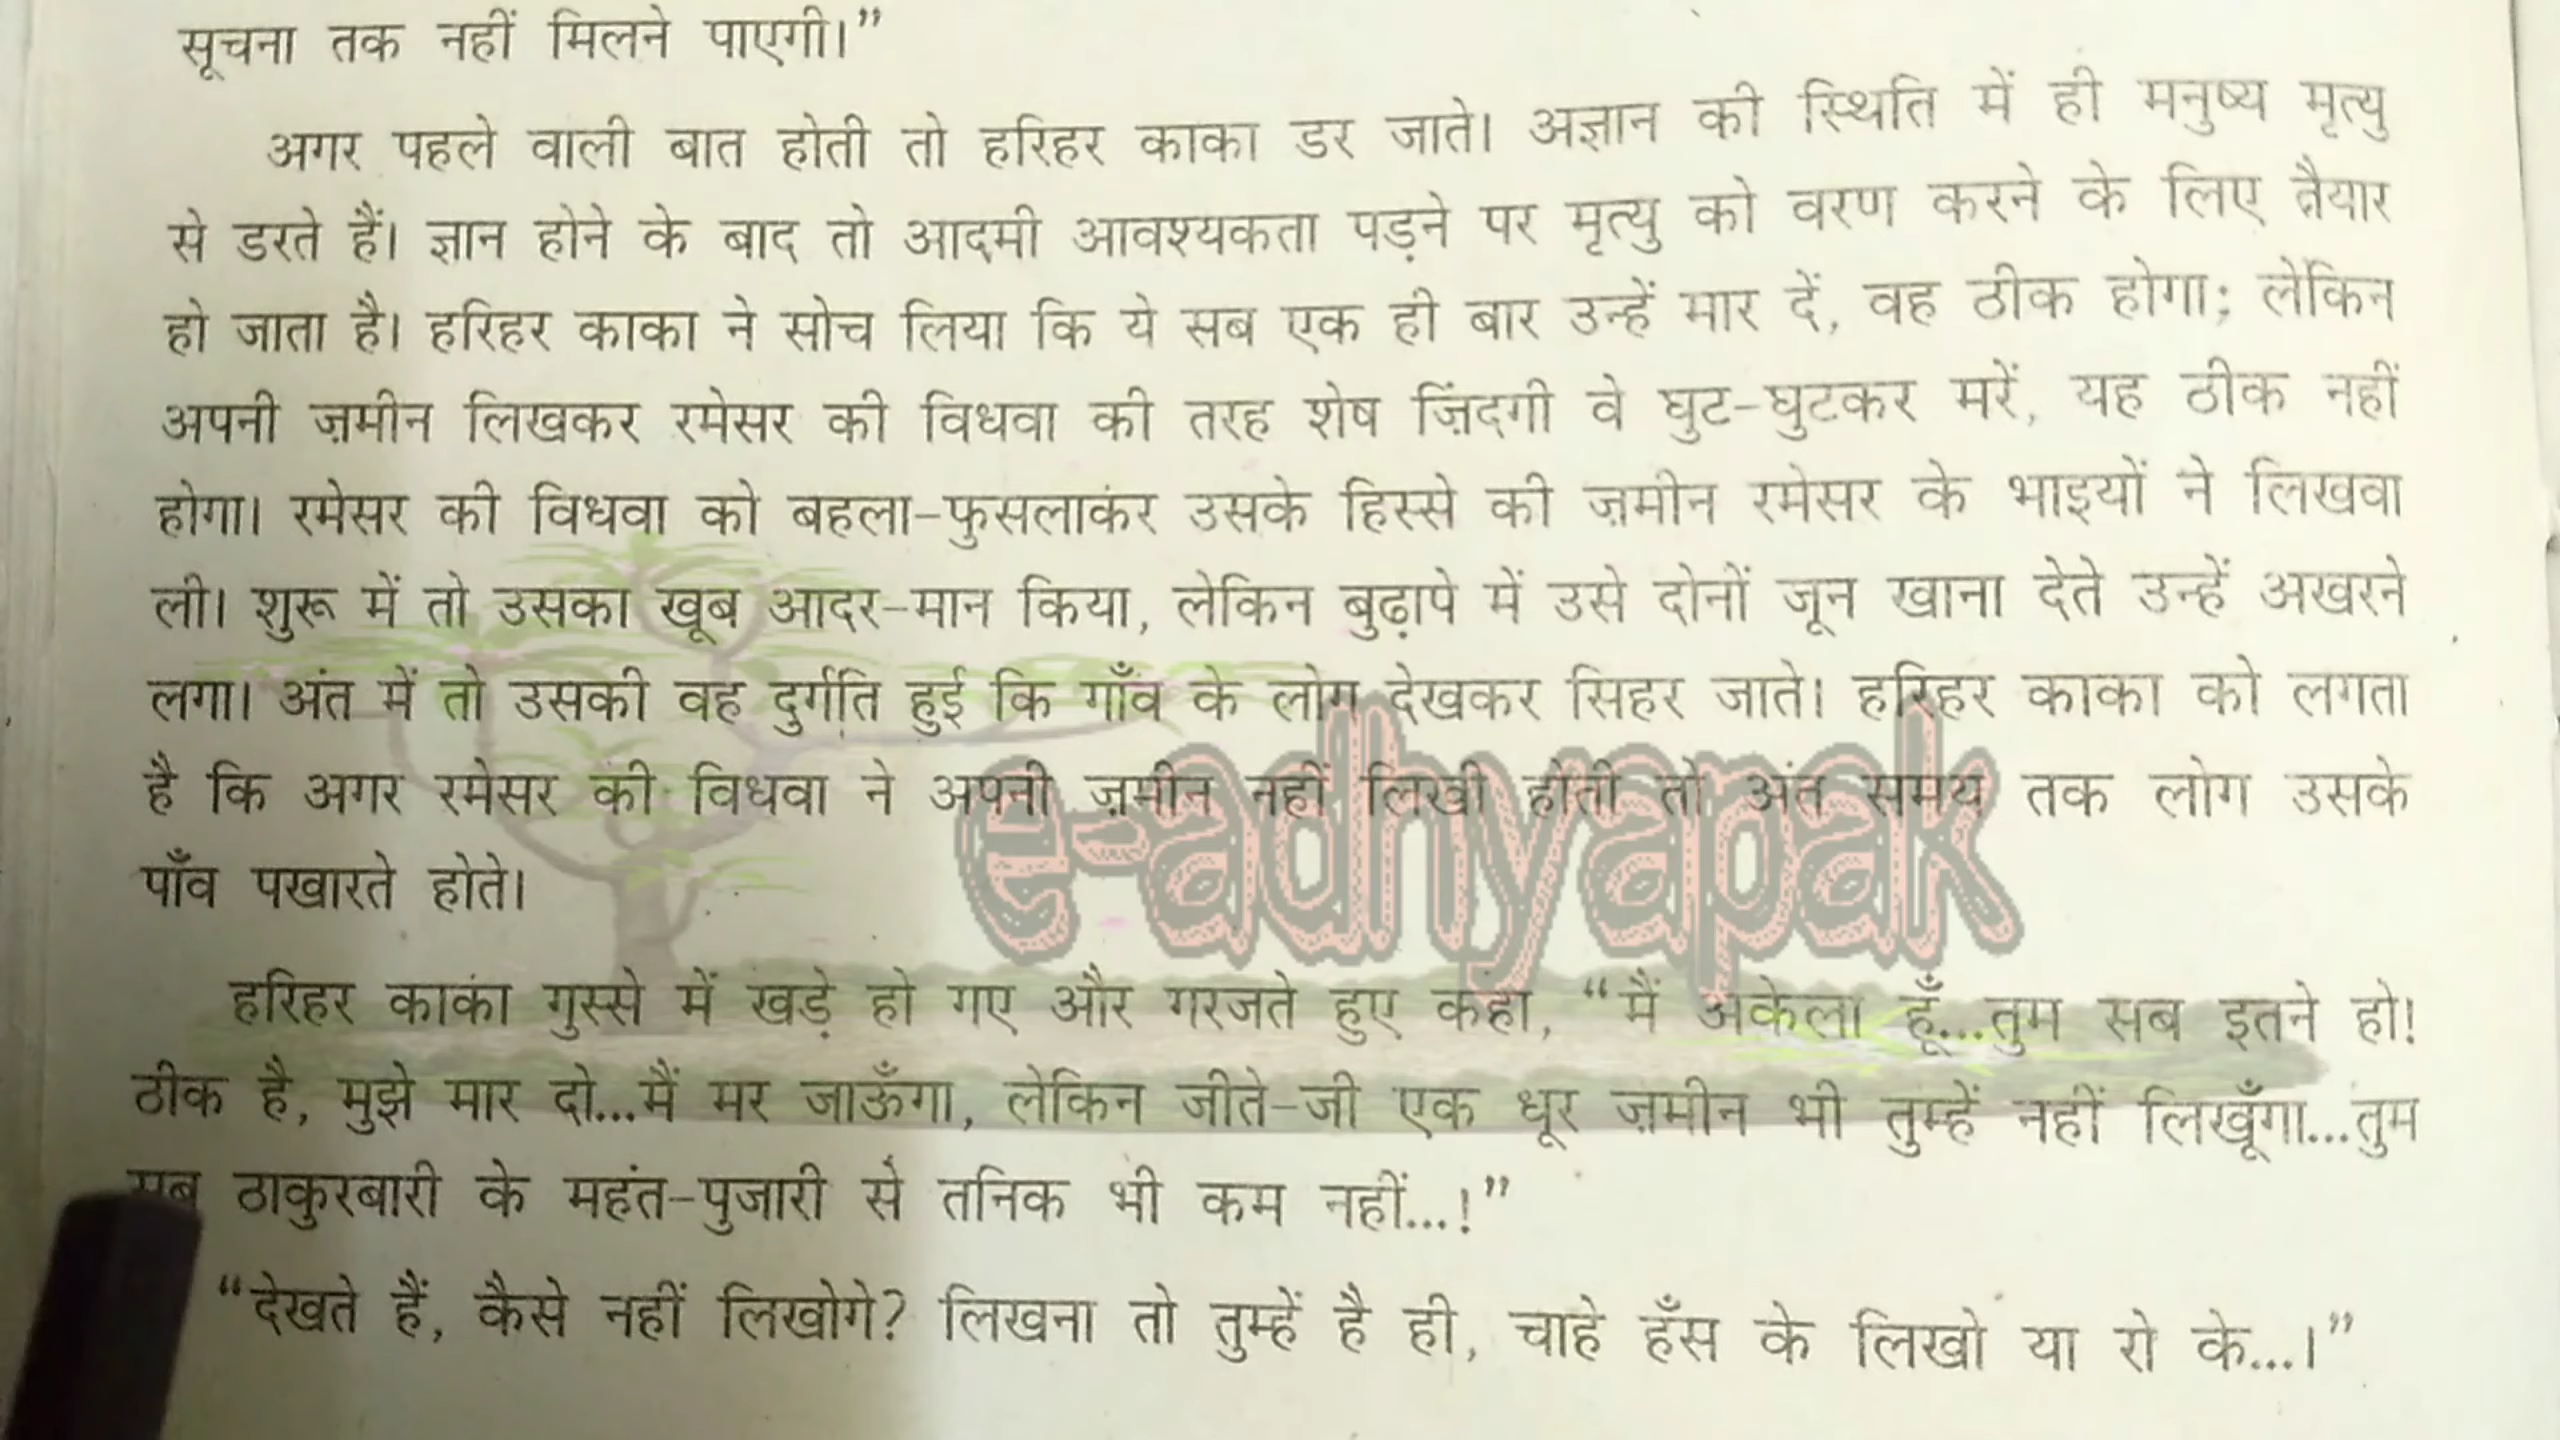 सूचना तक नहीं मिलने पाएगी।”
अगर पहले वाली बात होती तो हरिहर काका डर जाते। अज्ञान की स्थिति में ही मनुष्य मृत्यु
से डरते हैं। ज्ञान होने के बाद तो आदमी आवश्यकता पड़ने पर मृत्यु को वरण करने के लिए तैयार
हो जाता है। हरिहर काका ने सोच लिया कि ये सब एक ही बार उन्हें मार दें, वह ठीक होगा; लेकिन
अपनी ज़मीन लिखकर रमेसर की विधवा की तरह शेष ज़िंदगी वे घुट-घुटकर मरें, यह ठीक नहीं
होगा। रमेसर की विधवा को बहला-फुसलाकर उसके हिस्से की ज़मीन रमेसर के भाइयों ने लिखवा
ली। शुरू में तो उसका खूब आदर-मान किया, लेकिन बुढ़ापे में उसे दोनों जून खाना देते उन्हें अखरने
लगा। अंत में तो उसकी वह दुर्गति हुई कि गाँव के लोग देखकर सिहर जाते। हरिहर काका को लगता
है कि अगर रमेसर की विधवा ने अपनी ज़मीन नहीं लिखी होती तो अंत समय तक लोग उसके
पाँव पखारते होते।
e-adhyapak
हरिहर काका गुस्से में खड़े हो गए और गरजते हुए कहा, “मैं अकेला हूँ...तुम सब इतने हो!
ठीक है, मुझे मार दो...मैं मर जाऊँगा, लेकिन जीते-जी एक धूर ज़मीन भी तुम्हें नहीं लिखूँगा...तुम
सब ठाकुरबारी के महंत-पुजारी से तनिक भी कम नहीं...!”
“देखते हैं, कैसे नहीं लिखोगे? लिखना तो तुम्हें है ही, चाहे हँस के लिखो या रो के...।”